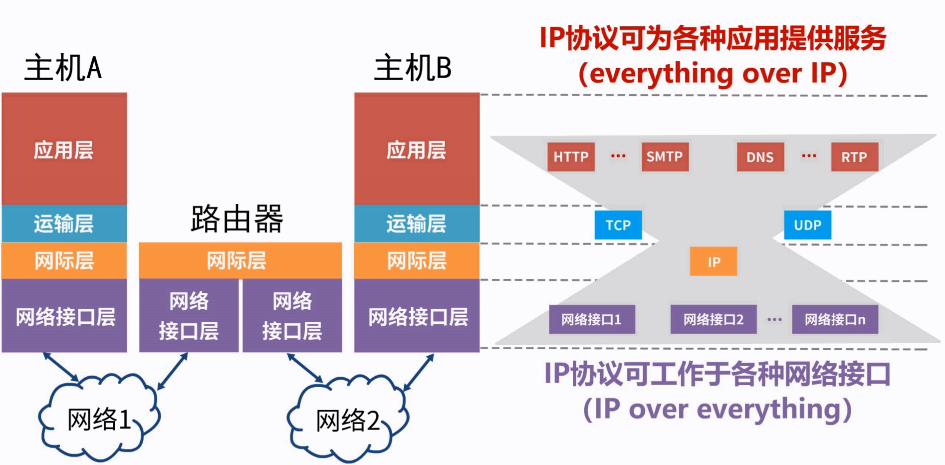 IP协议可为各种应用提供服务
（everything over IP）
主机A
主机B
应用层
应用层
HTTP
...
SMTP
DNS
...
RTP
运输层
路由器
运输层
TCP
UDP
网际层
网际层
网际层
IP
网络接口层
网络
接口层
网络
接口层
网络接口层
网络接口1
网络接口2
...
网络接口n
IP协议可工作于各种网络接口
（IP over everything）
网络1
网络2